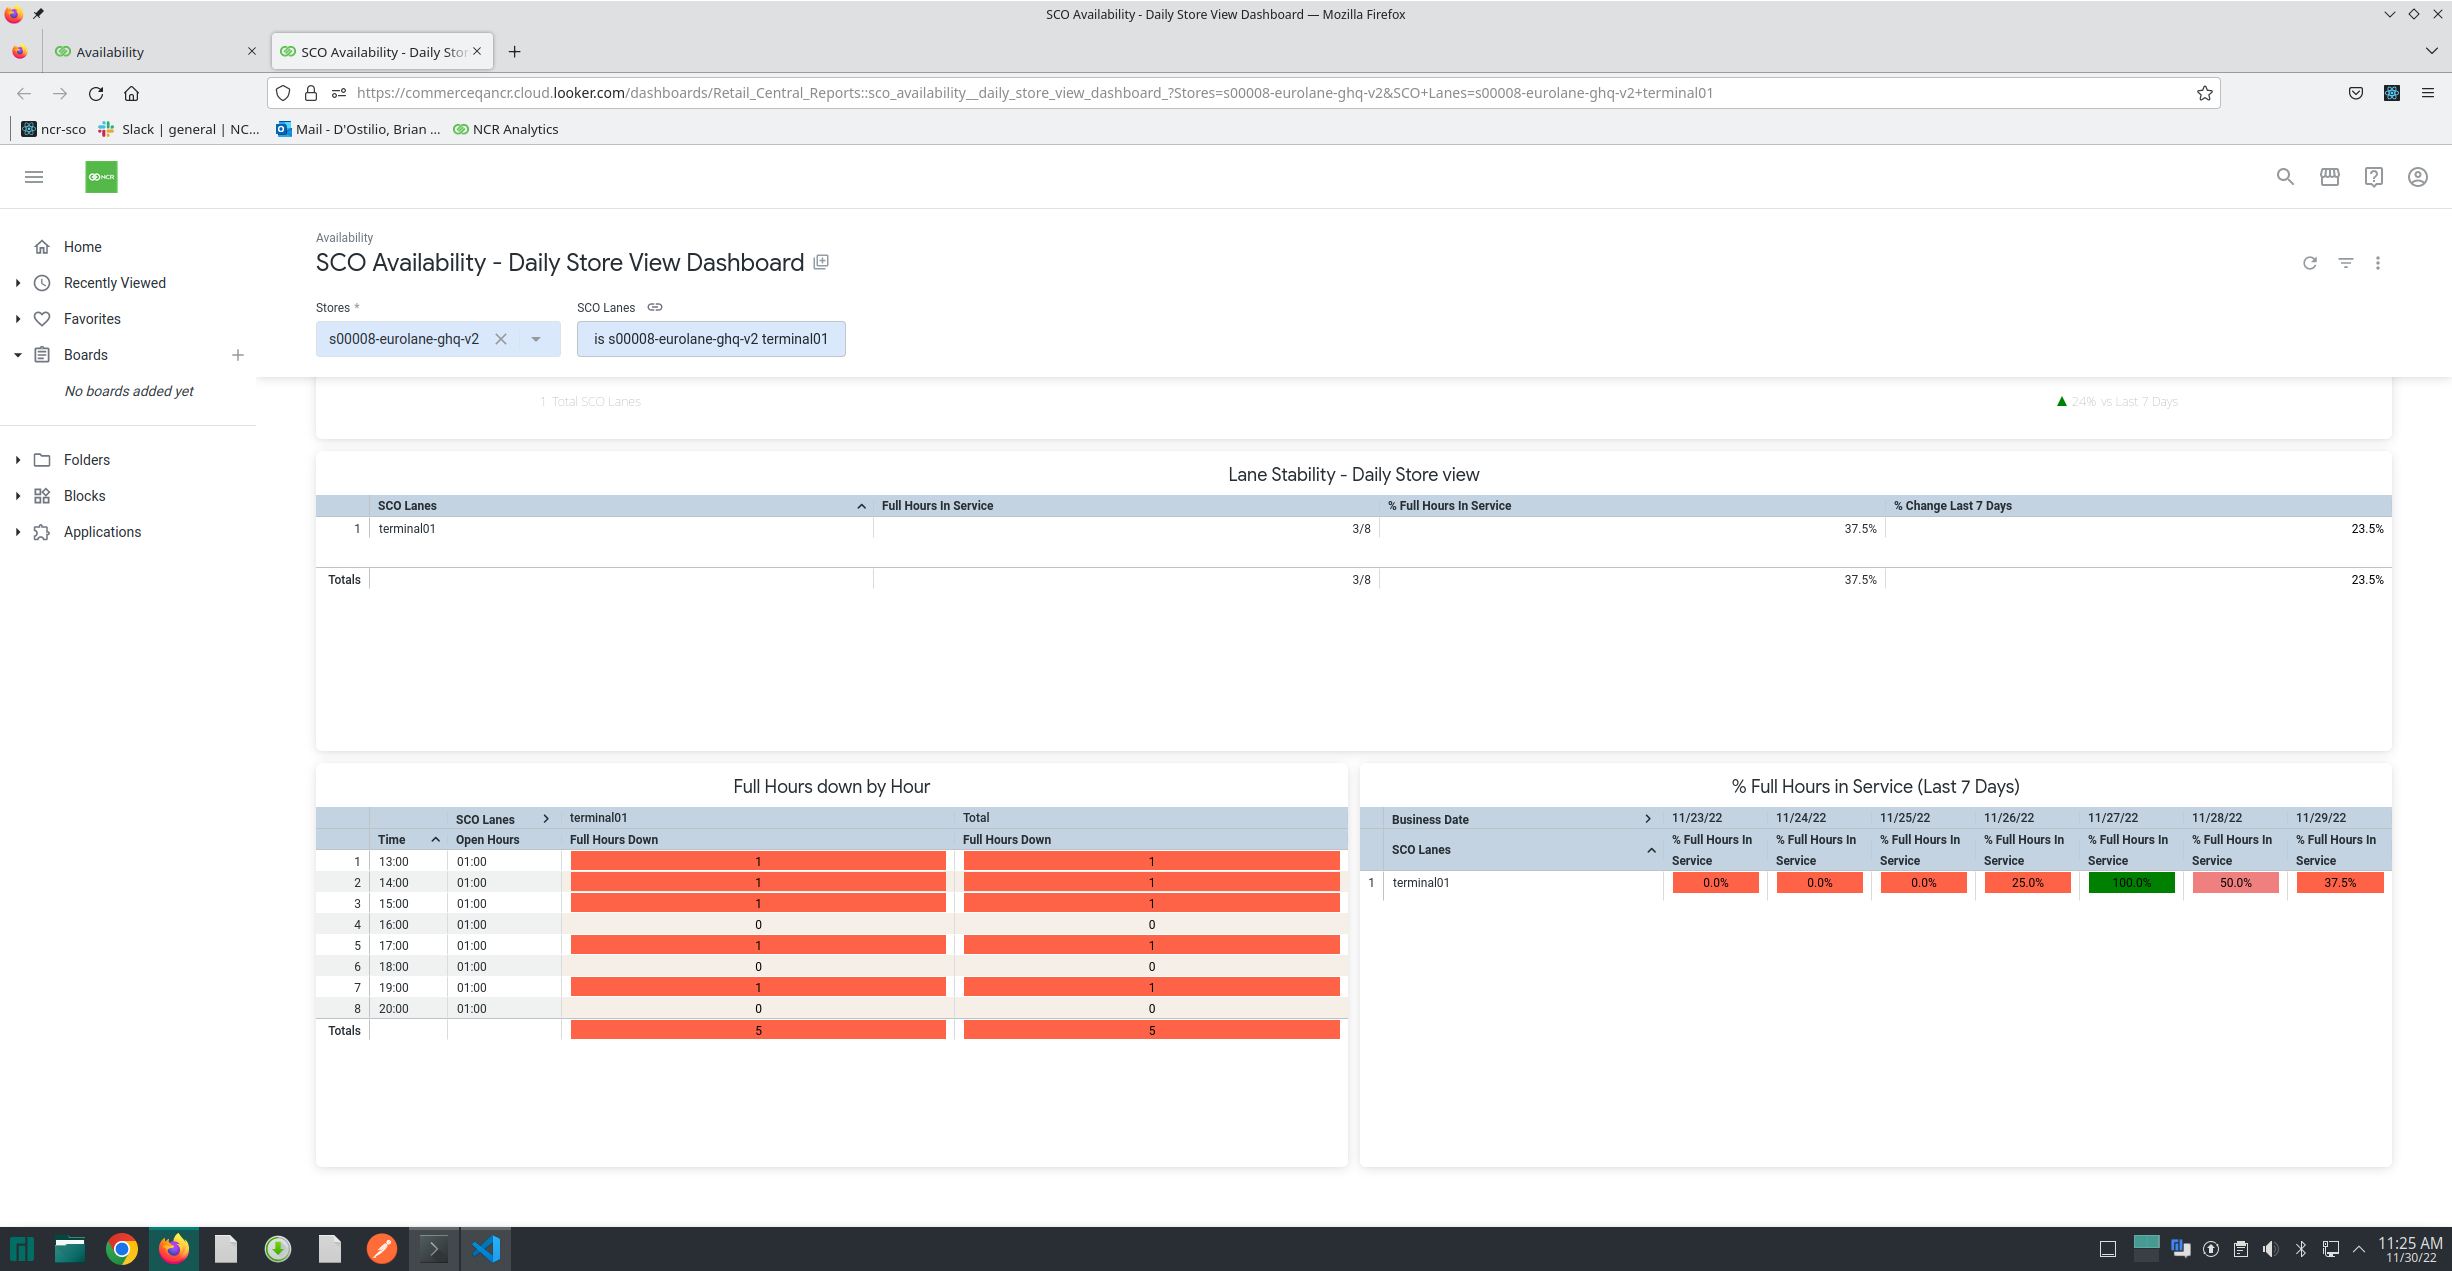 SCO Availability - Daily Store View Dashboard — Mozilla Firefox
Availability
SCO Availability - Daily Stor
https://commerceqancr.cloud.looker.com/dashboards/Retail_Central_Reports::sco_availability__daily_store_view_dashboard_?Stores=s00008-eurolane-ghq-v2&SCO+Lanes=s00008-eurolane-ghq-v2+terminal01
ncr-sco
Slack | general | NC...
Mail - D'Ostilio, Brian ...
NCR Analytics
NCR
Home
Recently Viewed
Favorites
Boards
No boards added yet
Folders
Blocks
Applications
Availability
SCO Availability - Daily Store View Dashboard
Stores *
SCO Lanes
s00008-eurolane-ghq-v2
is s00008-eurolane-ghq-v2 terminal01
1 Total SCO Lanes
24% vs Last 7 Days
Lane Stability - Daily Store view
SCO Lanes Full Hours In Service % Full Hours In Service % Change Last 7 Days
1 terminal01 3/8 37.5% 23.5%
Totals 3/8 37.5% 23.5%
Full Hours down by Hour
SCO Lanes terminal01 Total
Time Open Hours Full Hours Down Full Hours Down
1 13:00 01:00 1 1
2 14:00 01:00 1 1
3 15:00 01:00 1 1
4 16:00 01:00 0 0
5 17:00 01:00 1 1
6 18:00 01:00 0 0
7 19:00 01:00 1 1
8 20:00 01:00 0 0
Totals 5 5
% Full Hours in Service (Last 7 Days)
Business Date 11/23/22 11/24/22 11/25/22 11/26/22 11/27/22 11/28/22 11/29/22
SCO Lanes
% Full Hours In % Full Hours In % Full Hours In % Full Hours In % Full Hours In % Full Hours In % Full Hours In
Service Service Service Service Service Service Service
1 terminal01 0.0% 0.0% 0.0% 25.0% 100.0% 50.0% 37.5%
11:25 AM
11/30/22